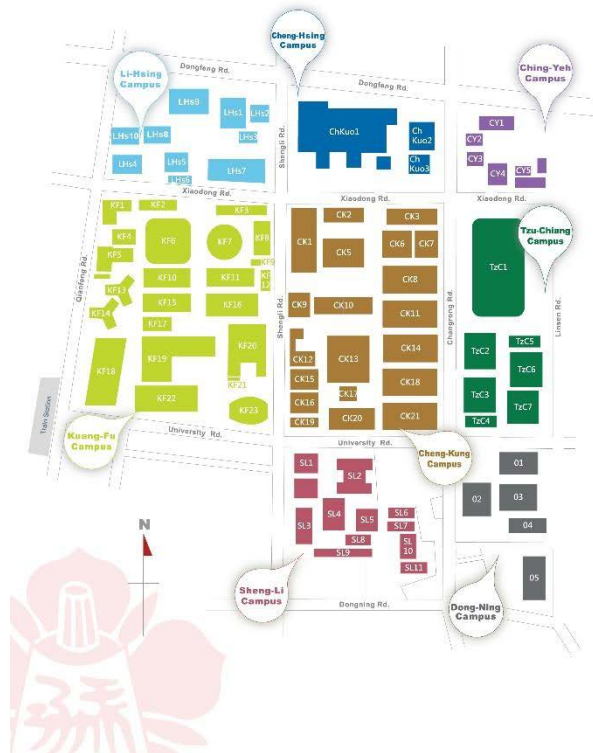 Cheng-Hsing
Campus
Dongfang Rd.
Li-Hsing
Campus
Ching-Yeh
Campus
Dongfang Rd.
LHs9
LHs1
LHs2
LHs3
LHs10
LHs8
LHs4
LHs5
LHs6
LHs7
Shengli Rd.
ChKuo1
Ch
Kuo2
Ch
Kuo3
CY1
CY2
CY3
CY4
CY5
Xiaodong Rd.
Xiaodong Rd.
Xiaodong Rd.
KF1
KF2
KF3
KF4
KF5
KF6
KF7
KF8
KF9
KF10
KF11
KF
12
KF13
KF14
KF15
KF16
KF17
KF18
KF19
KF20
KF21
KF22
KF23
Qianfeng Rd.
Shengli Rd.
CK1
CK2
CK3
CK5
CK6
CK7
CK8
CK9
CK10
CK11
CK12
CK13
CK14
CK15
CK16
CK17
CK18
CK19
CK20
CK21
Changrong Rd.
Tzu-Chiang
Campus
TzC1
TzC2
TzC3
TzC4
TzC5
TzC6
TzC7
Linsen Rd.
Train Station
Kuang-Fu
Campus
University Rd.
University Rd.
Cheng-Kung
Campus
SL1
SL2
SL3
SL4
SL5
SL6
SL7
SL8
SL9
SL
10
SL11
01
02
03
04
05
N
Sheng-Li
Campus
Dongning Rd.
Dong-Ning
Campus